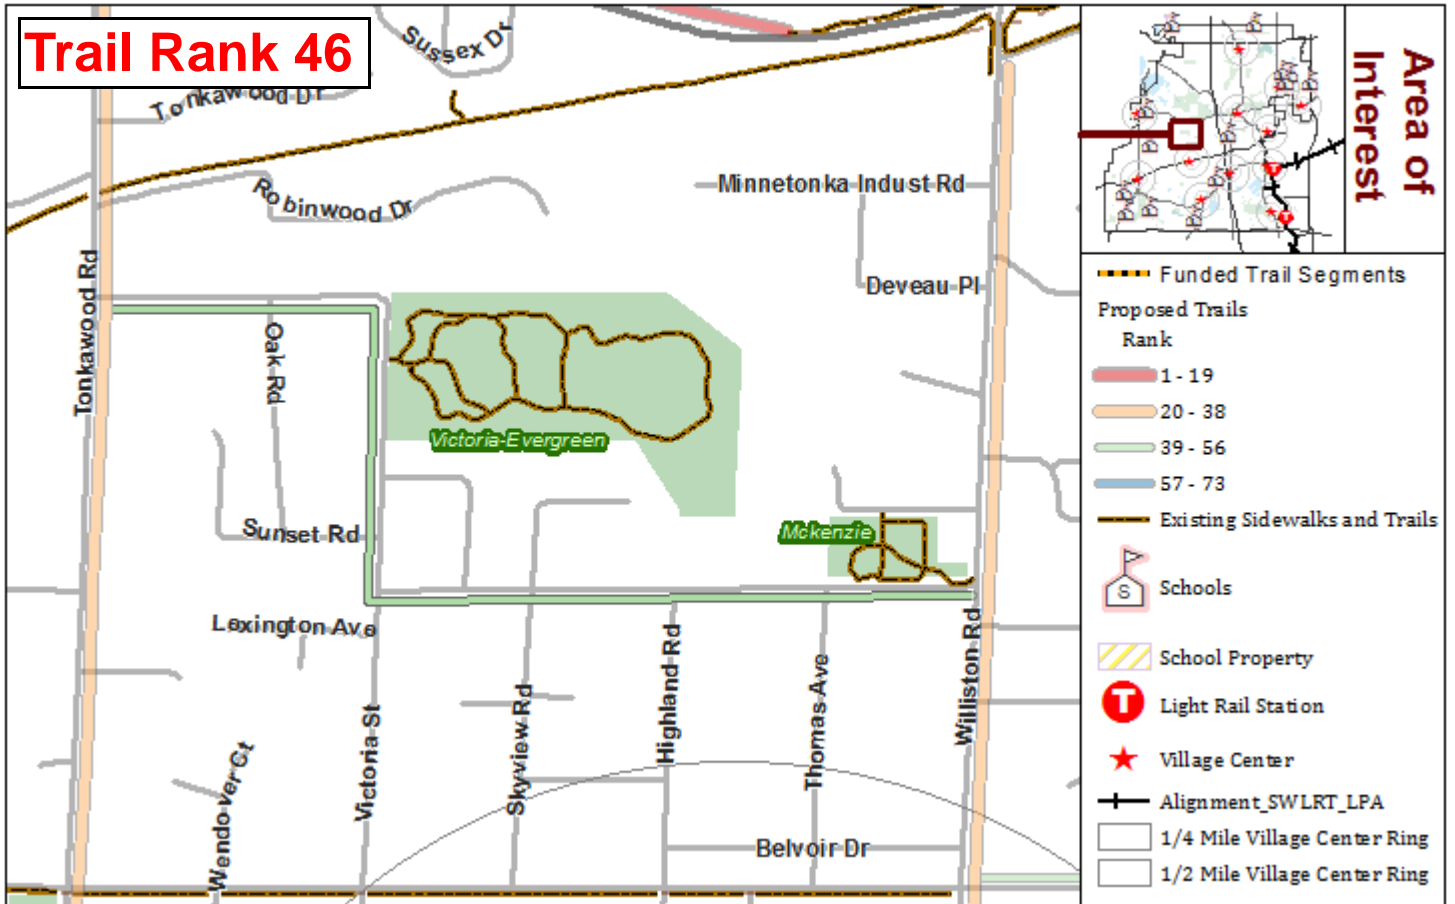 Trail Rank 46
Sussex Dr
Tonkawood Dr
Robinwood Dr
Minnetonka Indust Rd
Deveau Pl
Tonkawood Rd
Oak Rd
Victoria-Evergreen
Sunset Rd
Mckenzie
Lexington Ave
Highland Rd
Williston Rd
Thomas Ave
Skyview Rd
Victoria St
Wendover Ct
Belvoir Dr
Area of
Interest
Funded Trail Segments
Proposed Trails
Rank
1 - 19
20 - 38
39 - 56
57 - 73
Existing Sidewalks and Trails
S
Schools
School Property
T
Light Rail Station
Village Center
Alignment_SWLRT_LPA
1/4 Mile Village Center Ring
1/2 Mile Village Center Ring